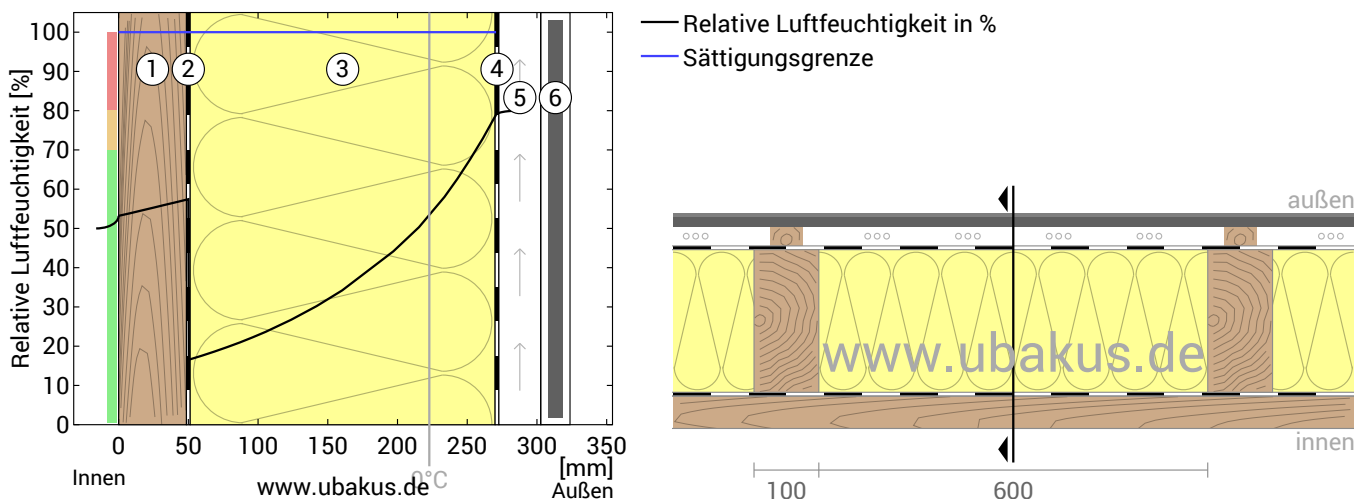 Relative Luftfeuchtigkeit [%]
100
90
80
70
60
50
40
30
20
10
0
1
2
3
4
5
6
0
50
100
150
200
250
300
350
[mm]
Innen
www.ubakus.de
0°C
Außen
Relative Luftfeuchtigkeit in %
Sättigungsgrenze
außen
www.ubakus.de
innen
100
600